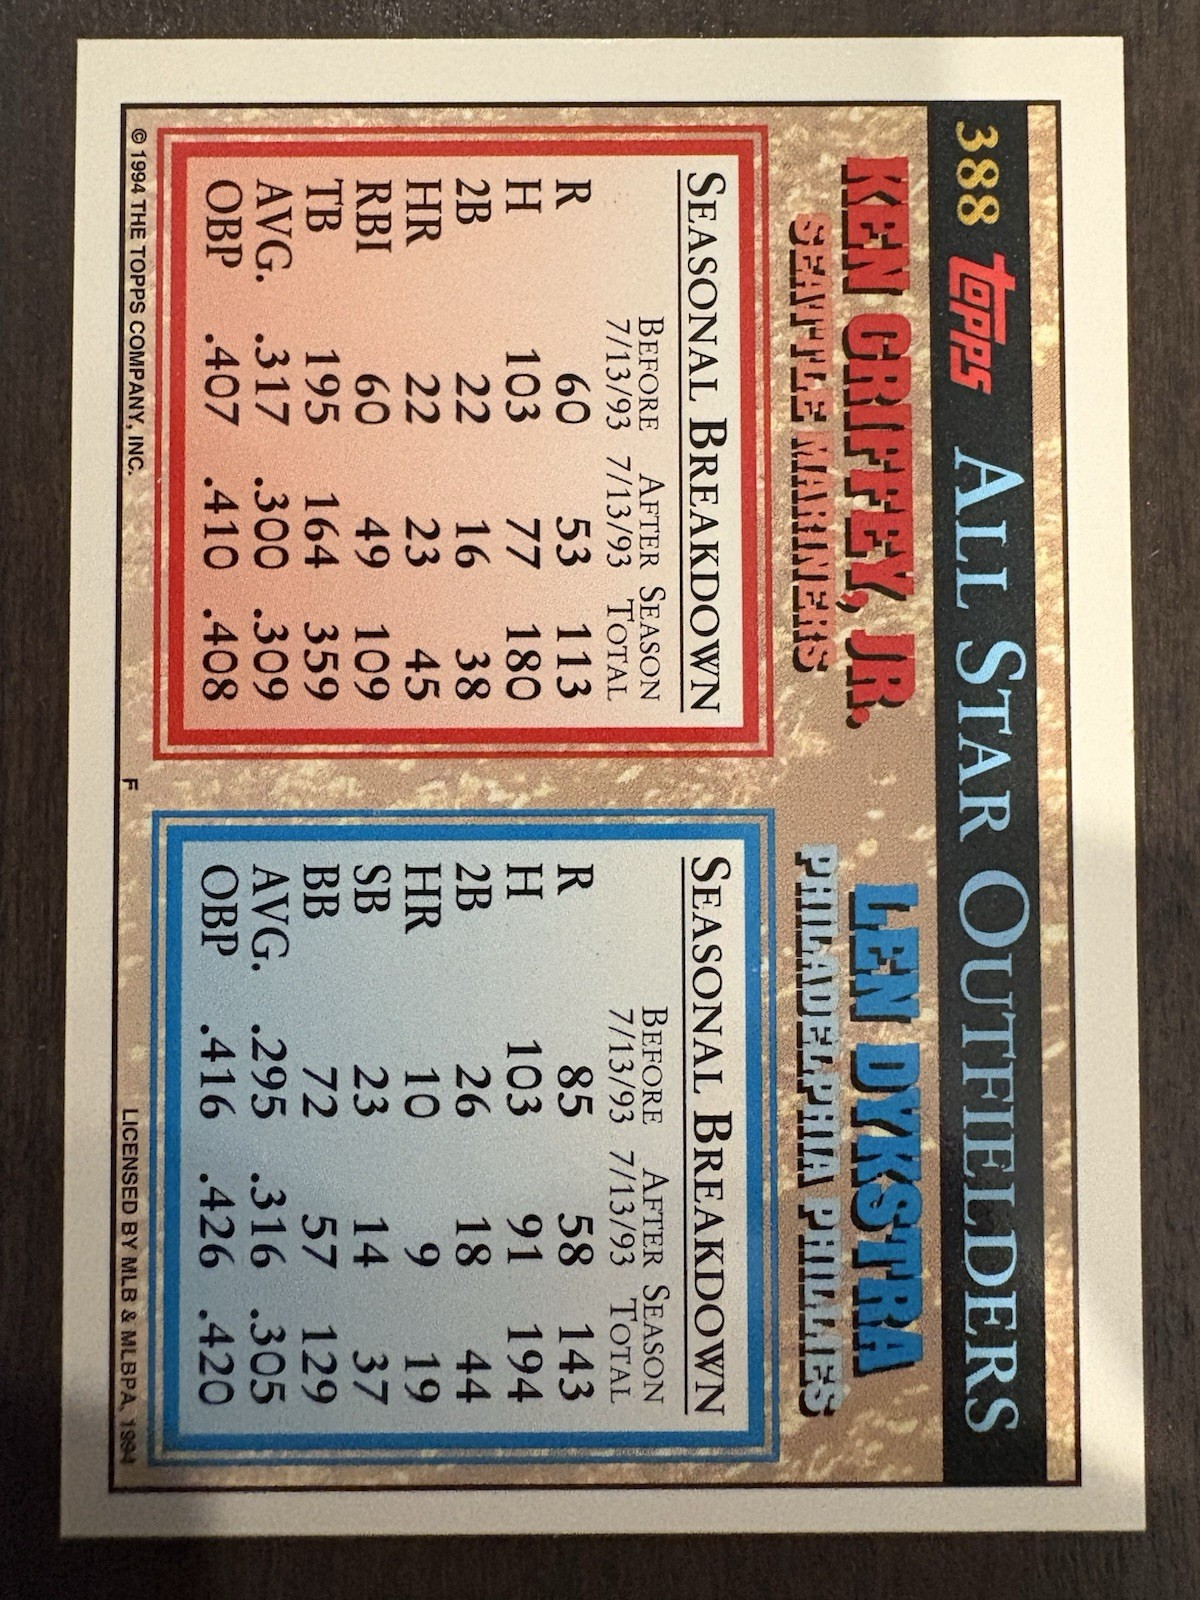 388 TOPPS ALL STAR OUTFIELDERS
KEN GRIFFEY, JR.
SEATTLE MARINERS
SEASONAL BREAKDOWN
BEFORE AFTER SEASON
7/13/93 7/13/93 TOTAL
R 60 53 113
H 103 77 180
2B 22 16 38
HR 22 23 45
RBI 60 49 109
TB 195 164 359
AVG. .317 .300 .309
OBP .407 .410 .408
LEN DYKSTRA
PHILADELPHIA PHILLIES
SEASONAL BREAKDOWN
BEFORE AFTER SEASON
7/13/93 7/13/93 TOTAL
R 85 58 143
H 103 91 194
2B 26 18 44
HR 10 9 19
SB 23 14 37
BB 72 57 129
AVG. .295 .316 .305
OBP .416 .426 .420
© 1994 THE TOPPS COMPANY, INC.
F
LICENSED BY MLB & MLBPA, 1994